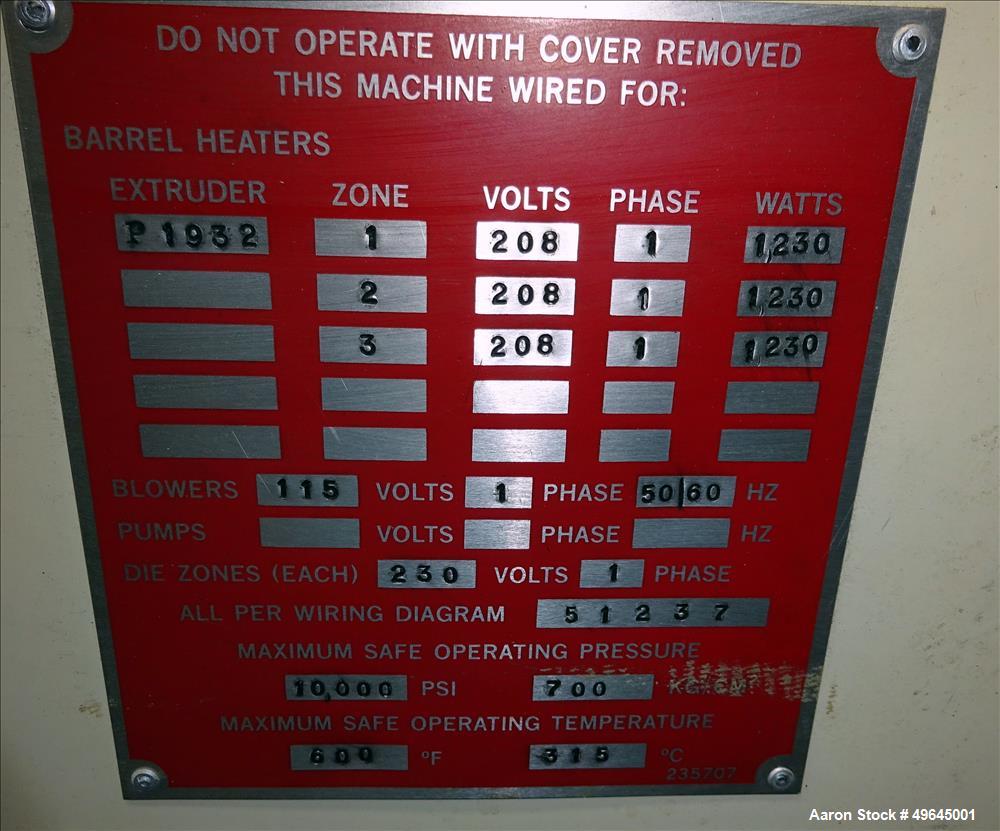 DO NOT OPERATE WITH COVER REMOVED
THIS MACHINE WIRED FOR:
BARREL HEATERS
EXTRUDER ZONE VOLTS PHASE WATTS
P1932 1 208 1 1,230
2 208 1 1,230
3 208 1 1,230
BLOWERS 115 VOLTS 1 PHASE 50/60 HZ
PUMPS VOLTS PHASE HZ
DIE ZONES (EACH) 230 VOLTS 1 PHASE
ALL PER WIRING DIAGRAM 51237
MAXIMUM SAFE OPERATING PRESSURE
10,000 PSI 700
MAXIMUM SAFE OPERATING TEMPERATURE
600 °F 315 °C
235707
Aaron Stock # 49645001